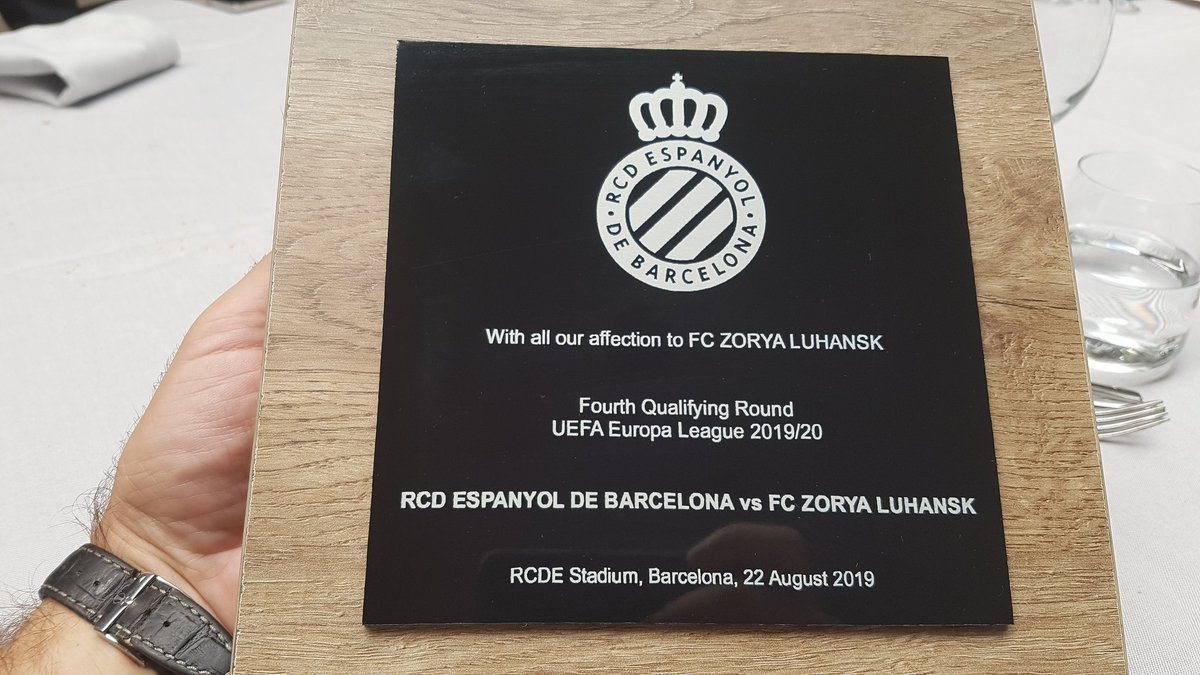 RCD ESPANYOL
DE BARCELONA
With all our affection to FC ZORYA LUHANSK
Fourth Qualifying Round
UEFA Europa League 2019/20
RCD ESPANYOL DE BARCELONA vs FC ZORYA LUHANSK
RCDE Stadium, Barcelona, 22 August 2019